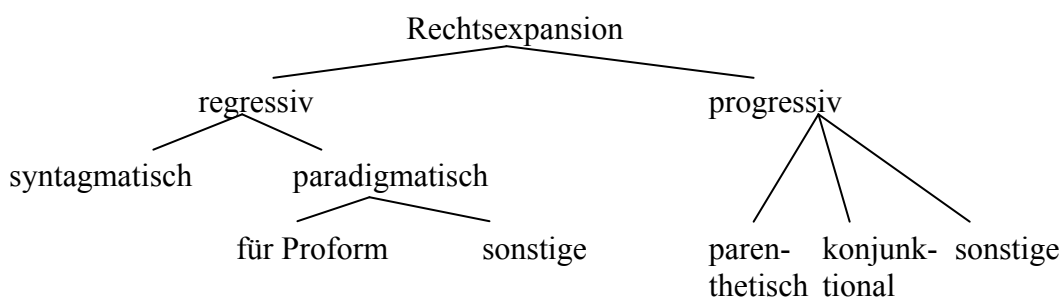 Rechtsexpansion
regressiv progressiv
syntagmatisch paradigmatisch
für Proform sonstige paren- konjunk- sonstige
thetisch tional